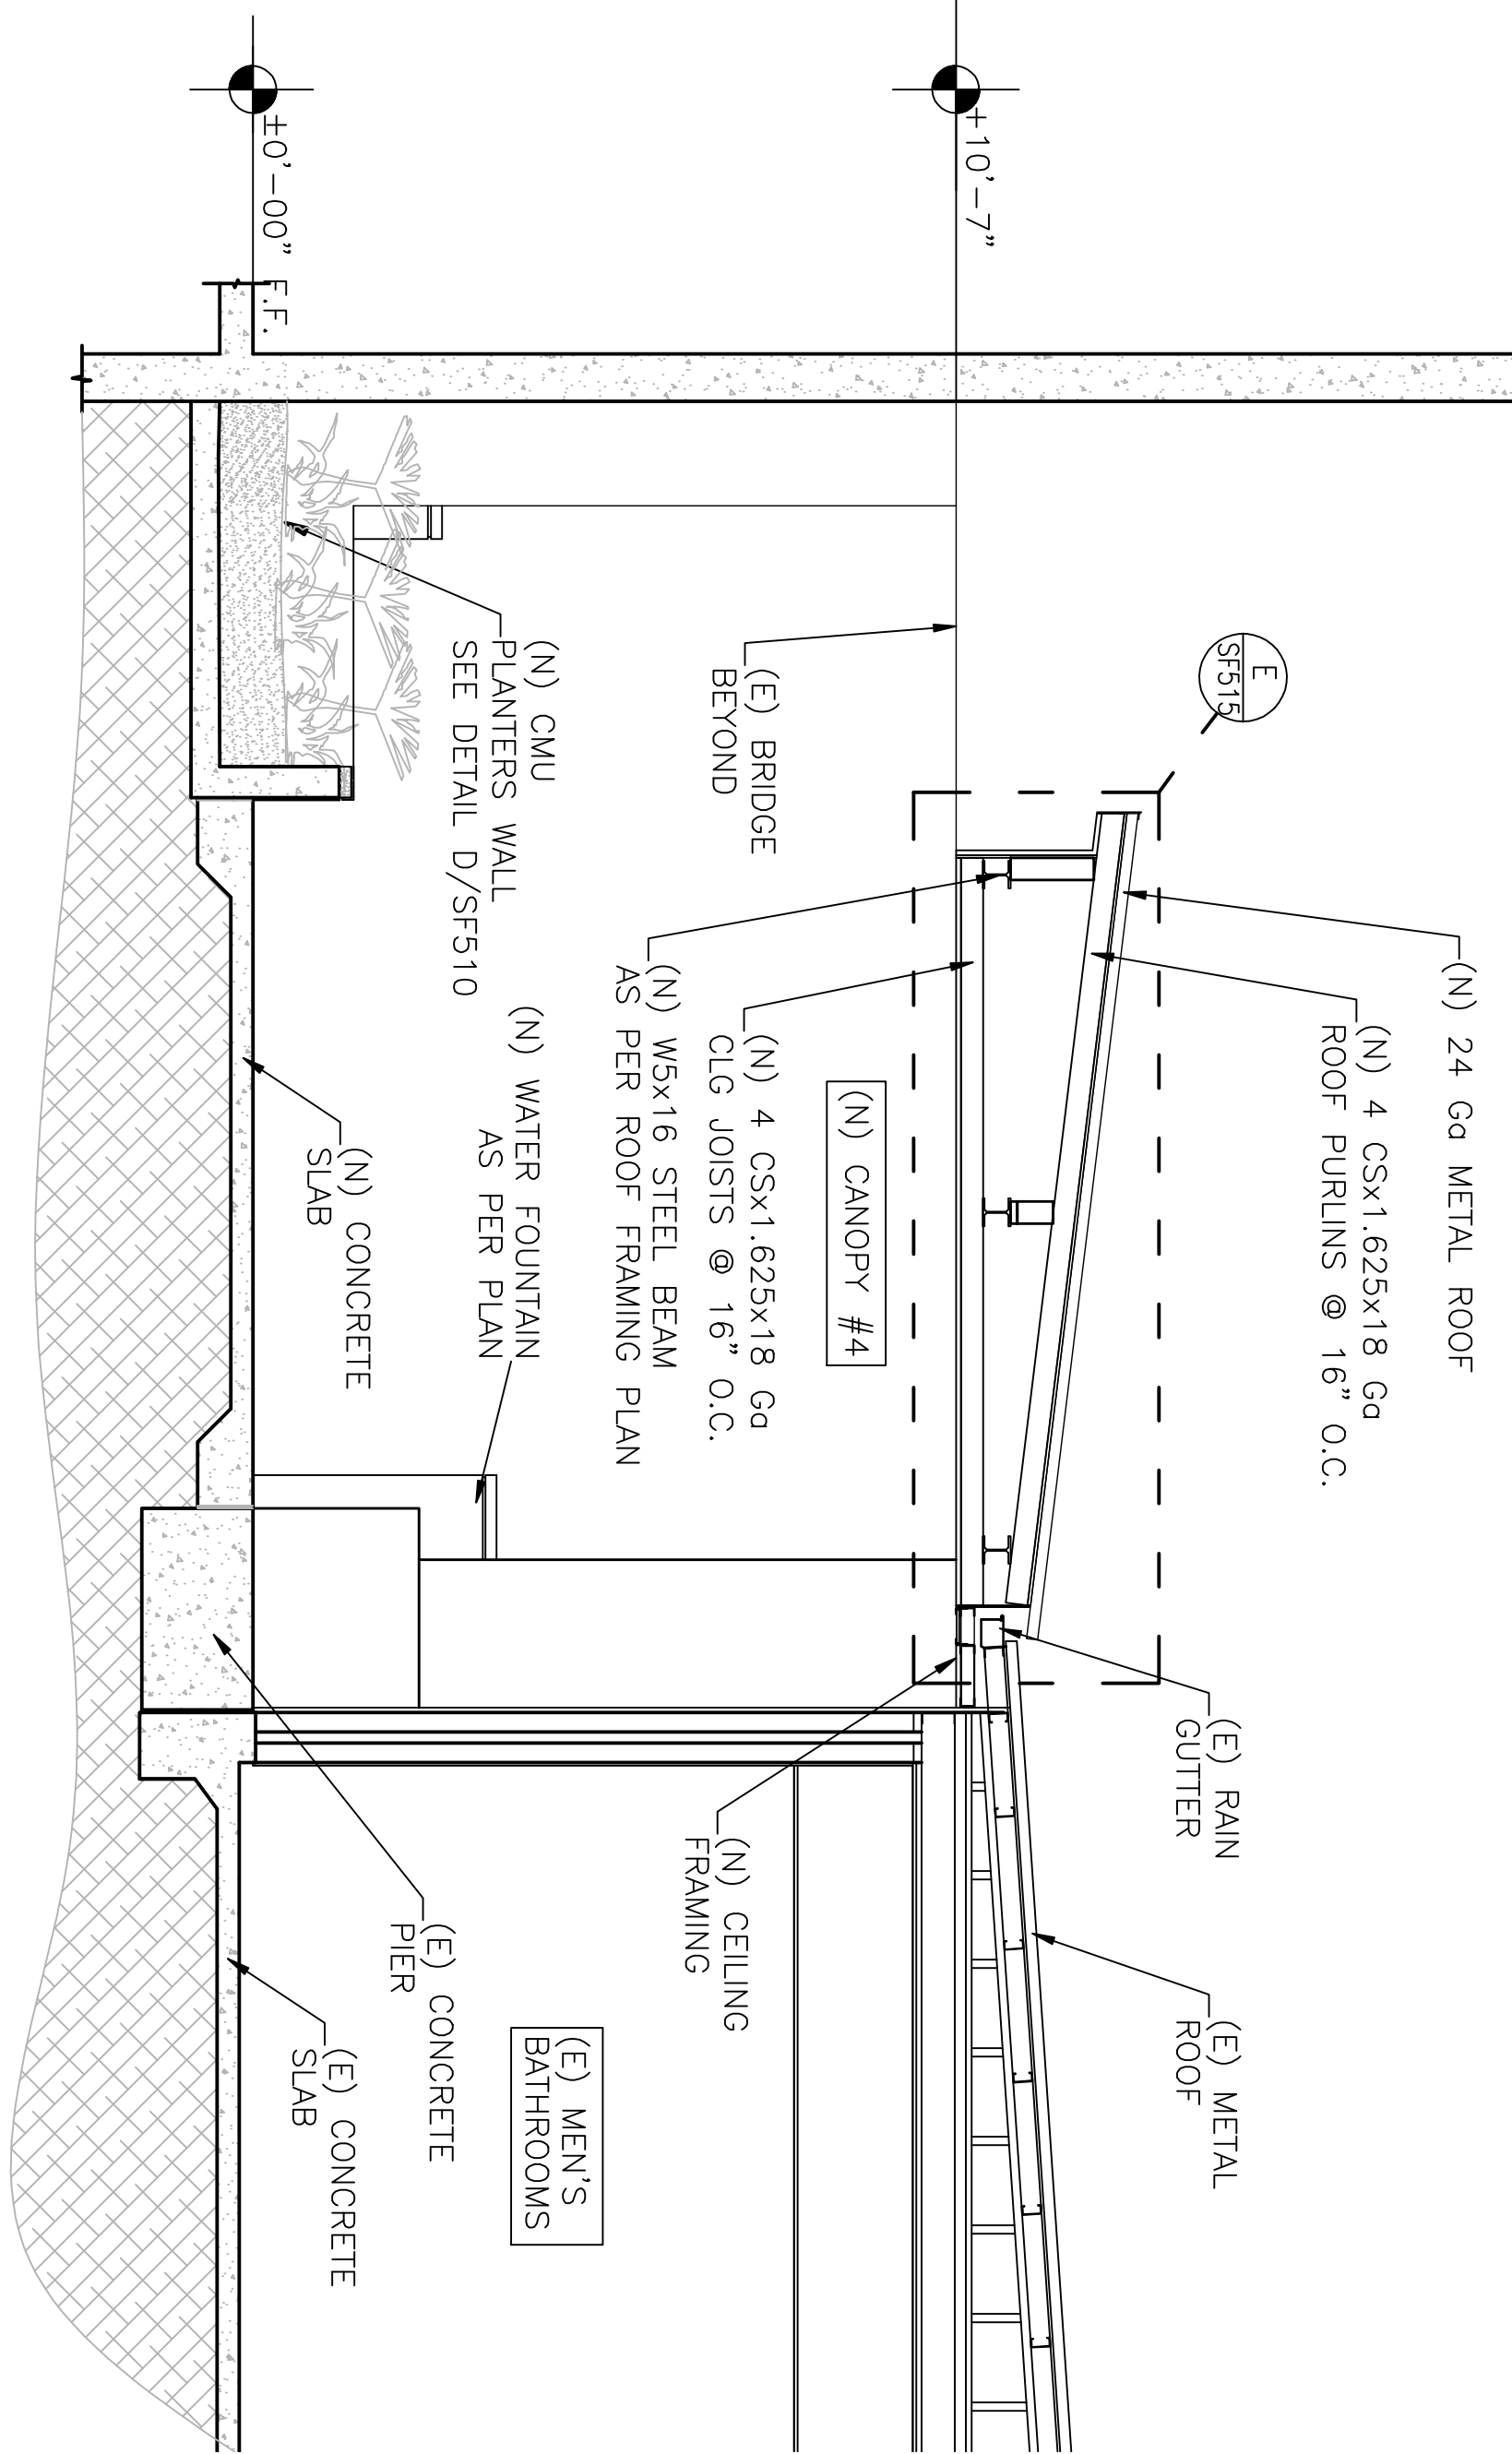 (N) 24 Ga METAL ROOF
(N) 4 CSx1.625x18 Ga
ROOF PURLINS @ 16" O.C.
E
SF515
(E) RAIN
GUTTER
(E) METAL
ROOF
+10'-7"
(E) BRIDGE
BEYOND
(N) CANOPY #4
(N) 4 CSx1.625x18 Ga
CLG JOISTS @ 16" O.C.
(N) W5x16 STEEL BEAM
AS PER ROOF FRAMING PLAN
(N) CEILING
FRAMING
(N) CMU
PLANTERS WALL
SEE DETAIL D/SF510
(N) WATER FOUNTAIN
AS PER PLAN
(E) MEN'S
BATHROOMS
(N) CONCRETE
SLAB
(E) CONCRETE
PIER
(E) CONCRETE
SLAB
±0'-00" F.F.